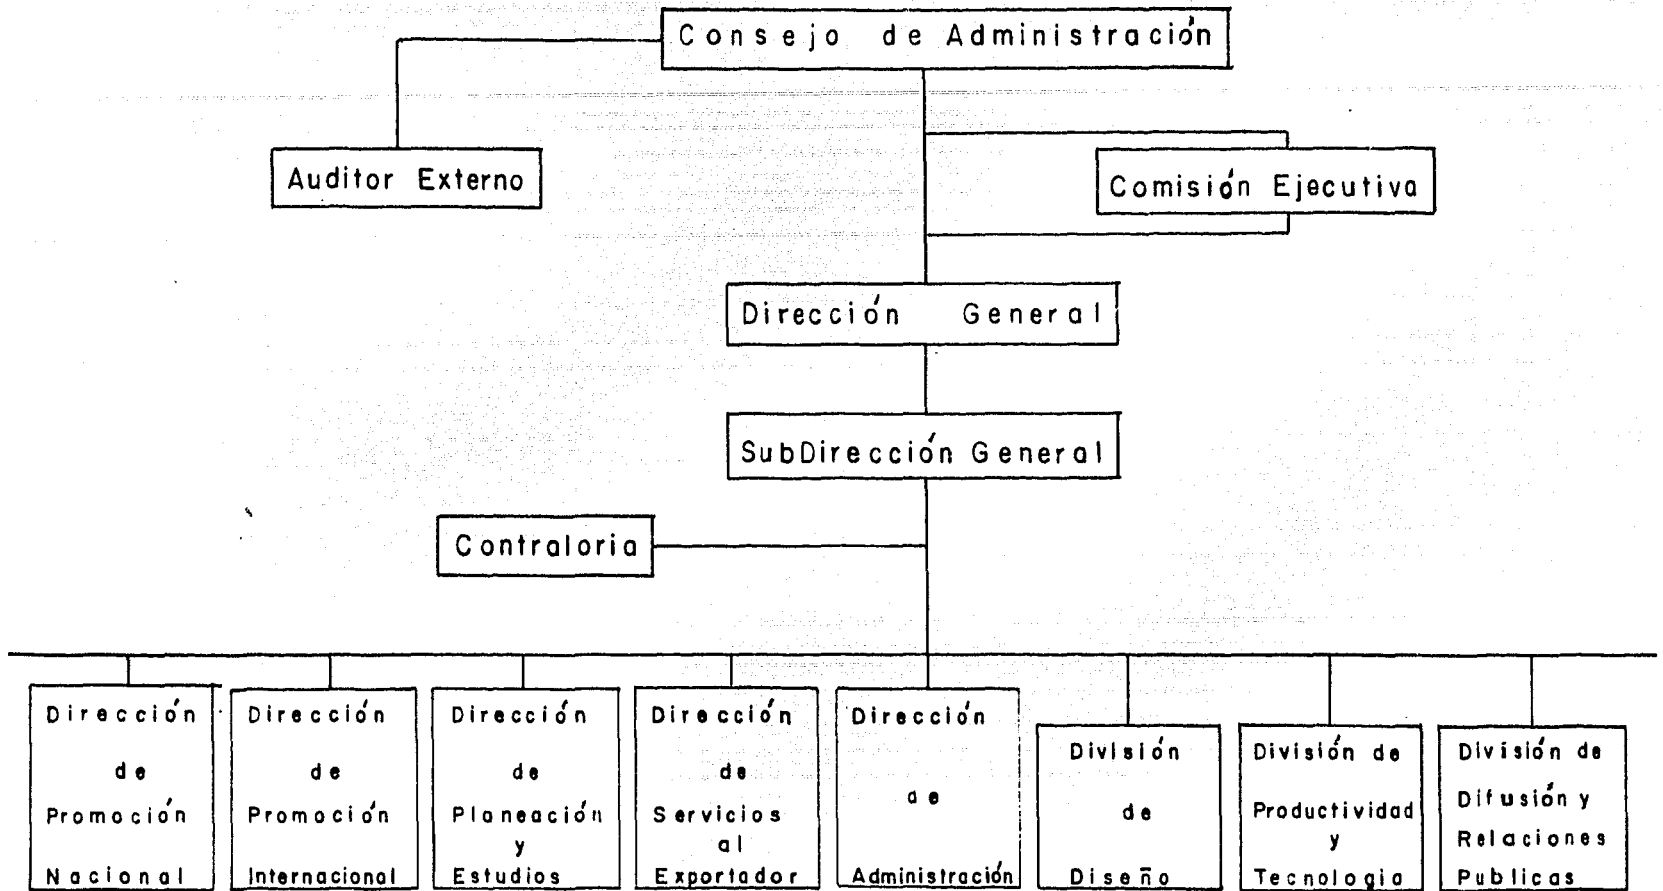 Consejo de Administración
Auditor Externo
Comisión Ejecutiva
Dirección General
SubDirección General
Contraloria
Dirección
de
Promoción
Nacional
Dirección
de
Promoción
Internacional
Dirección
de
Planeación
y
Estudios
Dirección
de
Servicios
al
Exportador
Dirección
de
Administración
División
de
Diseño
División de
Productividad
y
Tecnologia
División de
Difusión y
Relaciones
Publicas